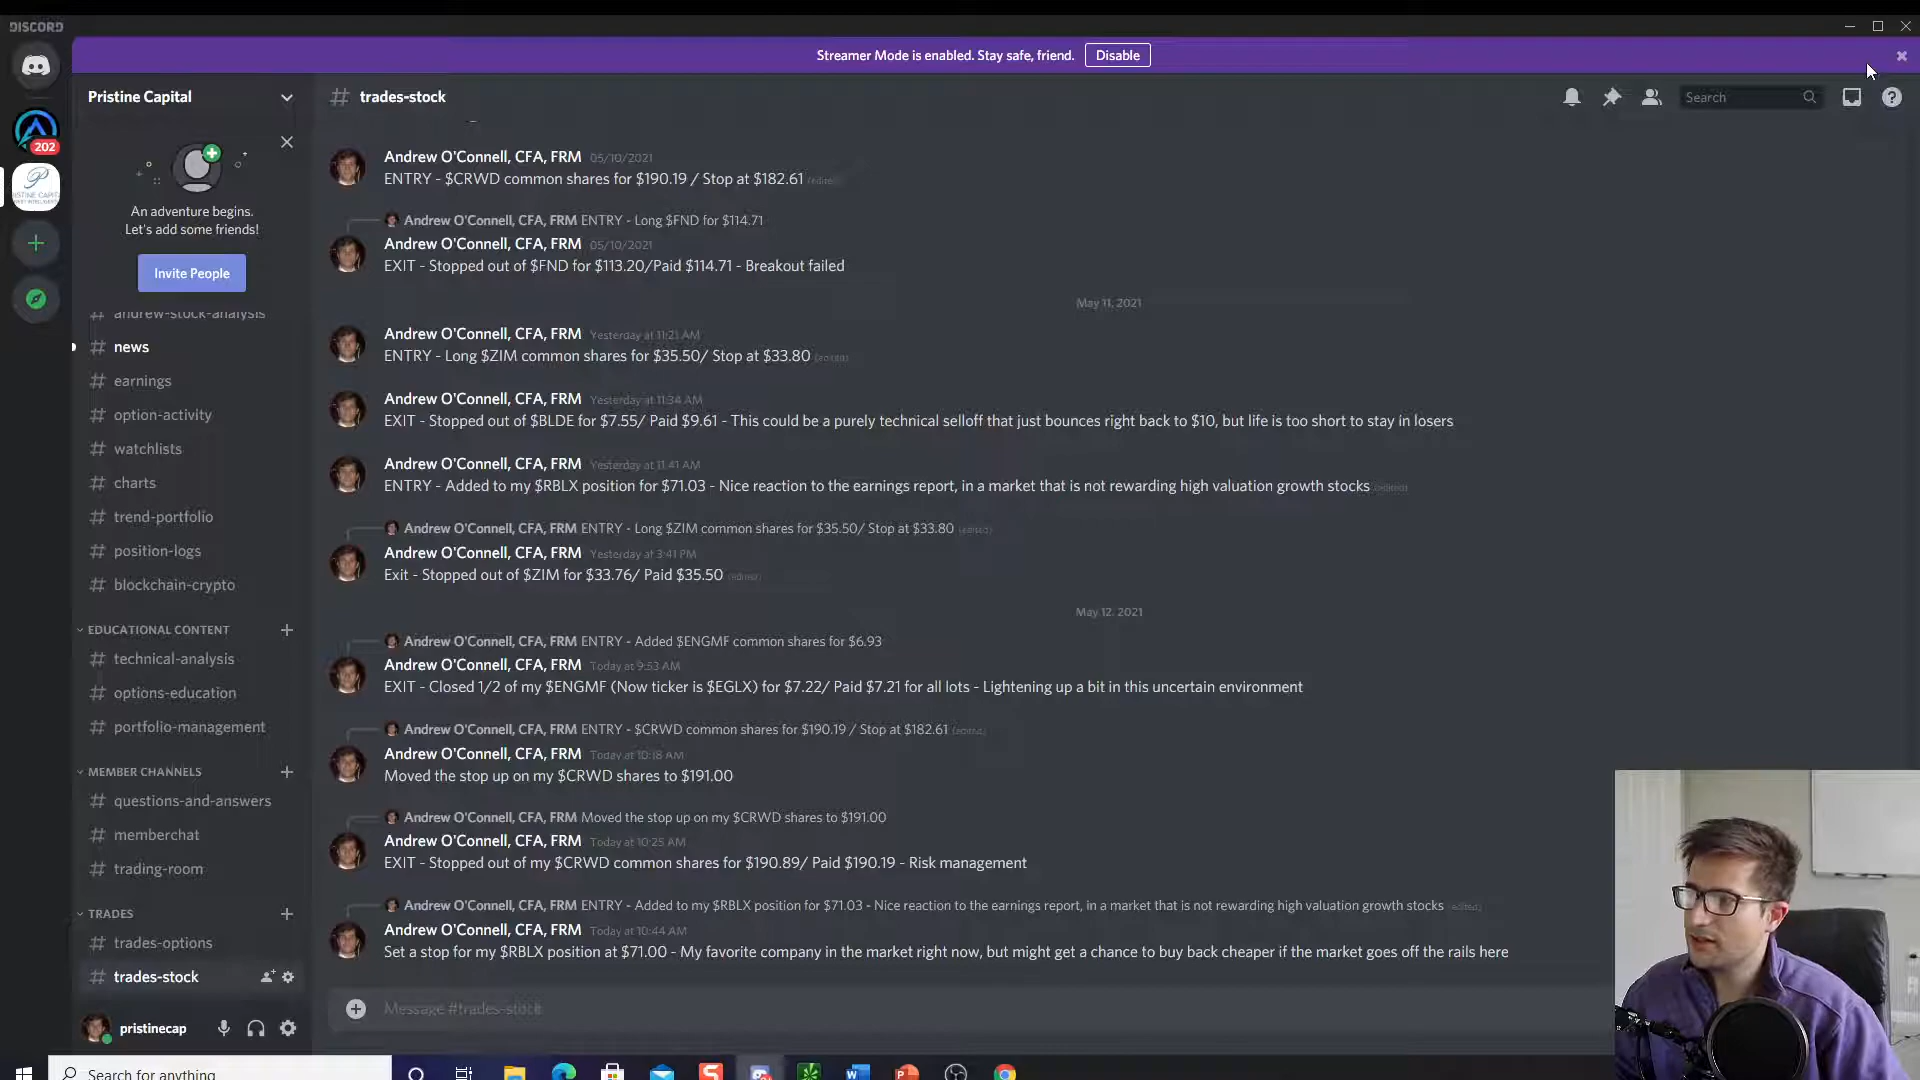 DISCORD
Streamer Mode is enabled. Stay safe, friend. Disable
Pristine Capital
An adventure begins.
Let's add some friends!
Invite People
202
andrew-stock-analysis
news
earnings
option-activity
watchlists
charts
trend-portfolio
position-logs
blockchain-crypto
EDUCATIONAL CONTENT
technical-analysis
options-education
portfolio-management
MEMBER CHANNELS
questions-and-answers
memberchat
trading-room
TRADES
trades-options
trades-stock
pristinecap
# trades-stock
Search
Andrew O'Connell, CFA, FRM 05/10/2021
ENTRY - $CRWD common shares for $190.19 / Stop at $182.61
Andrew O'Connell, CFA, FRM ENTRY - Long $FND for $114.71
Andrew O'Connell, CFA, FRM 05/10/2021
EXIT - Stopped out of $FND for $113.20/Paid $114.71 - Breakout failed
May 11, 2021
Andrew O'Connell, CFA, FRM Yesterday at 11:21 AM
ENTRY - Long $ZIM common shares for $35.50/ Stop at $33.80 (edited)
Andrew O'Connell, CFA, FRM Yesterday at 11:34 AM
EXIT - Stopped out of $BLDE for $7.55/ Paid $9.61 - This could be a purely technical selloff that just bounces right back to $10, but life is too short to stay in losers
Andrew O'Connell, CFA, FRM Yesterday at 11:41 AM
ENTRY - Added to my $RBLX position for $71.03 - Nice reaction to the earnings report, in a market that is not rewarding high valuation growth stocks (edited)
Andrew O'Connell, CFA, FRM ENTRY - Long $ZIM common shares for $35.50/ Stop at $33.80 (edited)
Andrew O'Connell, CFA, FRM Yesterday at 3:41 PM
Exit - Stopped out of $ZIM for $33.76/ Paid $35.50 (edited)
May 12, 2021
Andrew O'Connell, CFA, FRM ENTRY - Added $ENGMF common shares for $6.93
Andrew O'Connell, CFA, FRM Today at 9:53 AM
EXIT - Closed 1/2 of my $ENGMF (Now ticker is $EGLX) for $7.22/ Paid $7.21 for all lots - Lightening up a bit in this uncertain environment
Andrew O'Connell, CFA, FRM ENTRY - $CRWD common shares for $190.19 / Stop at $182.61 (edited)
Andrew O'Connell, CFA, FRM Today at 10:18 AM
Moved the stop up on my $CRWD shares to $191.00
Andrew O'Connell, CFA, FRM Moved the stop up on my $CRWD shares to $191.00
Andrew O'Connell, CFA, FRM Today at 10:25 AM
EXIT - Stopped out of my $CRWD common shares for $190.89/ Paid $190.19 - Risk management
Andrew O'Connell, CFA, FRM ENTRY - Added to my $RBLX position for $71.03 - Nice reaction to the earnings report, in a market that is not rewarding high valuation growth stocks (edited)
Andrew O'Connell, CFA, FRM Today at 10:44 AM
Set a stop for my $RBLX position at $71.00 - My favorite company in the market right now, but might get a chance to buy back cheaper if the market goes off the rails here
Message #trades-stock
Search for anything